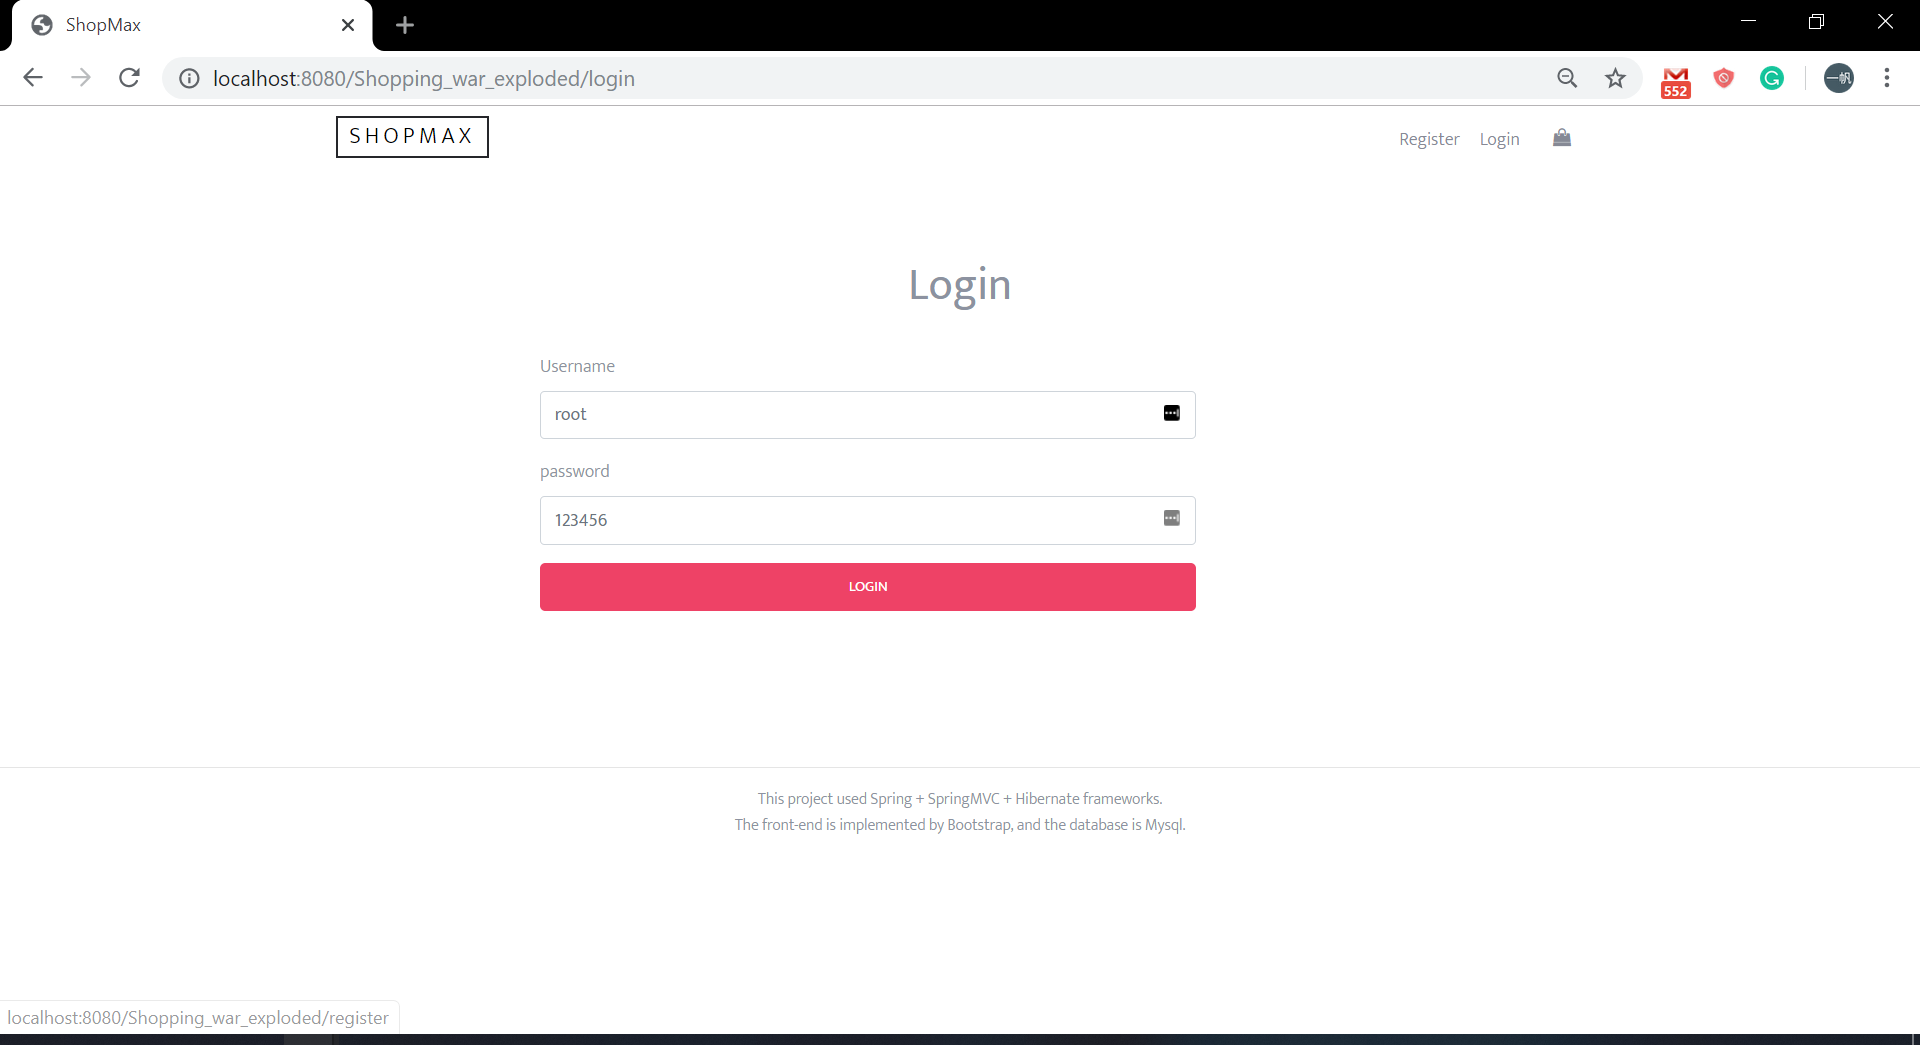 ShopMax
localhost:8080/Shopping_war_exploded/login
552
一帆
SHOPMAX
Register Login
Login
Username
root
password
123456
LOGIN
This project used Spring + SpringMVC + Hibernate frameworks.
The front-end is implemented by Bootstrap, and the database is Mysql.
localhost:8080/Shopping_war_exploded/register